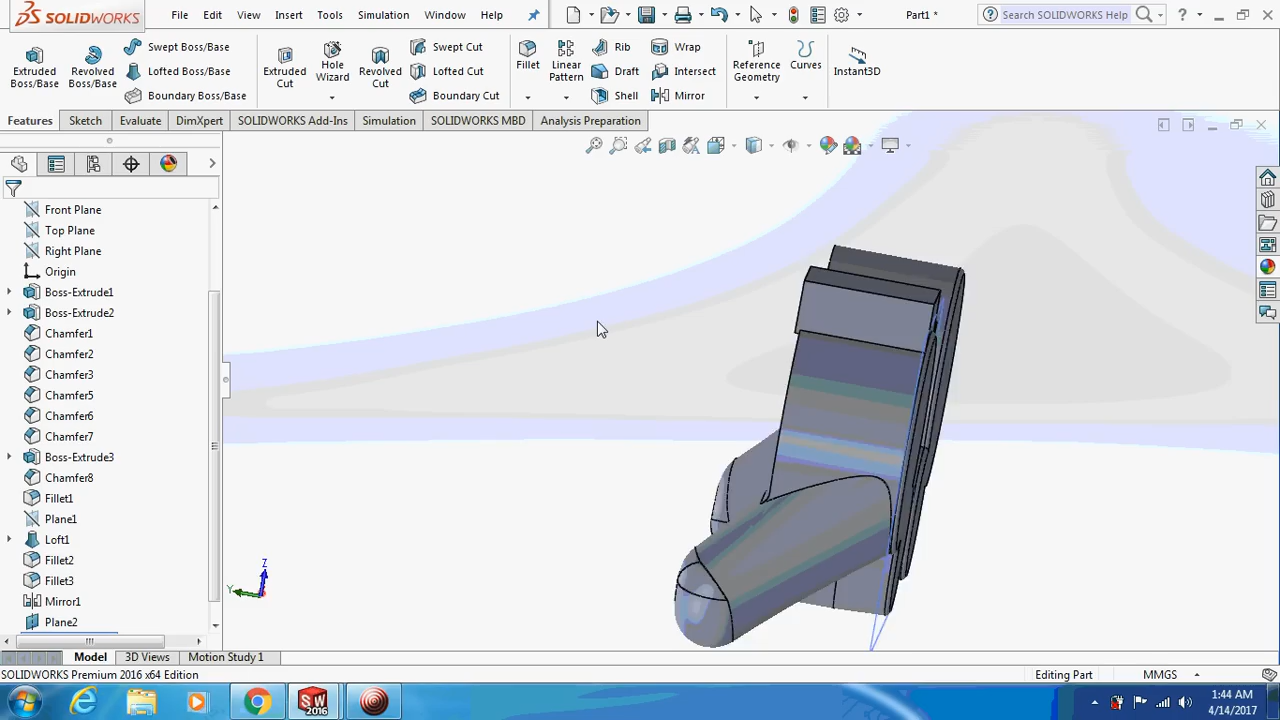 SOLIDWORKS File Edit View Insert Tools Simulation Window Help Part1 * Search SOLIDWORKS Help ?
Extruded Boss/Base
Revolved Boss/Base
Swept Boss/Base
Lofted Boss/Base
Boundary Boss/Base
Extruded Cut
Hole Wizard
Revolved Cut
Swept Cut
Lofted Cut
Boundary Cut
Fillet
Linear Pattern
Rib
Draft
Shell
Wrap
Intersect
Mirror
Reference Geometry
Curves
Instant3D
Features Sketch Evaluate DimXpert SOLIDWORKS Add-Ins Simulation SOLIDWORKS MBD Analysis Preparation
Front Plane
Top Plane
Right Plane
Origin
Boss-Extrude1
Boss-Extrude2
Chamfer1
Chamfer2
Chamfer3
Chamfer5
Chamfer6
Chamfer7
Boss-Extrude3
Chamfer8
Fillet1
Plane1
Loft1
Fillet2
Fillet3
Mirror1
Plane2
Z
Y
Model 3D Views Motion Study 1
SOLIDWORKS Premium 2016 x64 Edition Editing Part MMGS
SW 2016
1:44 AM
4/14/2017